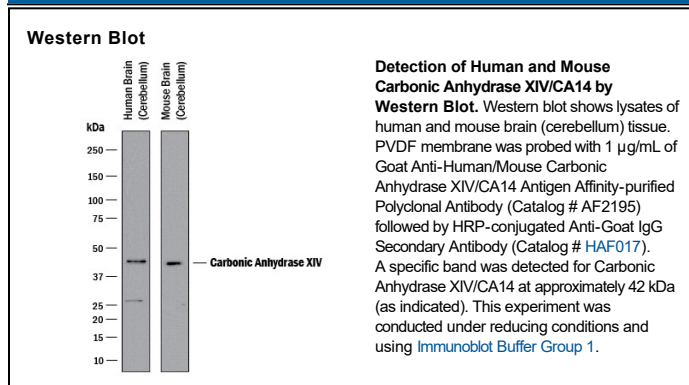 Western Blot
Human Brain
(Cerebellum)
Mouse Brain
(Cerebellum)
kDa
250
150
100
75
50
37
25
20
15
10
Carbonic Anhydrase XIV
Detection of Human and Mouse
Carbonic Anhydrase XIV/CA14 by
Western Blot. Western blot shows lysates of
human and mouse brain (cerebellum) tissue.
PVDF membrane was probed with 1 µg/mL of
Goat Anti-Human/Mouse Carbonic
Anhydrase XIV/CA14 Antigen Affinity-purified
Polyclonal Antibody (Catalog # AF2195)
followed by HRP-conjugated Anti-Goat IgG
Secondary Antibody (Catalog # HAF017).
A specific band was detected for Carbonic
Anhydrase XIV/CA14 at approximately 42 kDa
(as indicated). This experiment was
conducted under reducing conditions and
using Immunoblot Buffer Group 1.